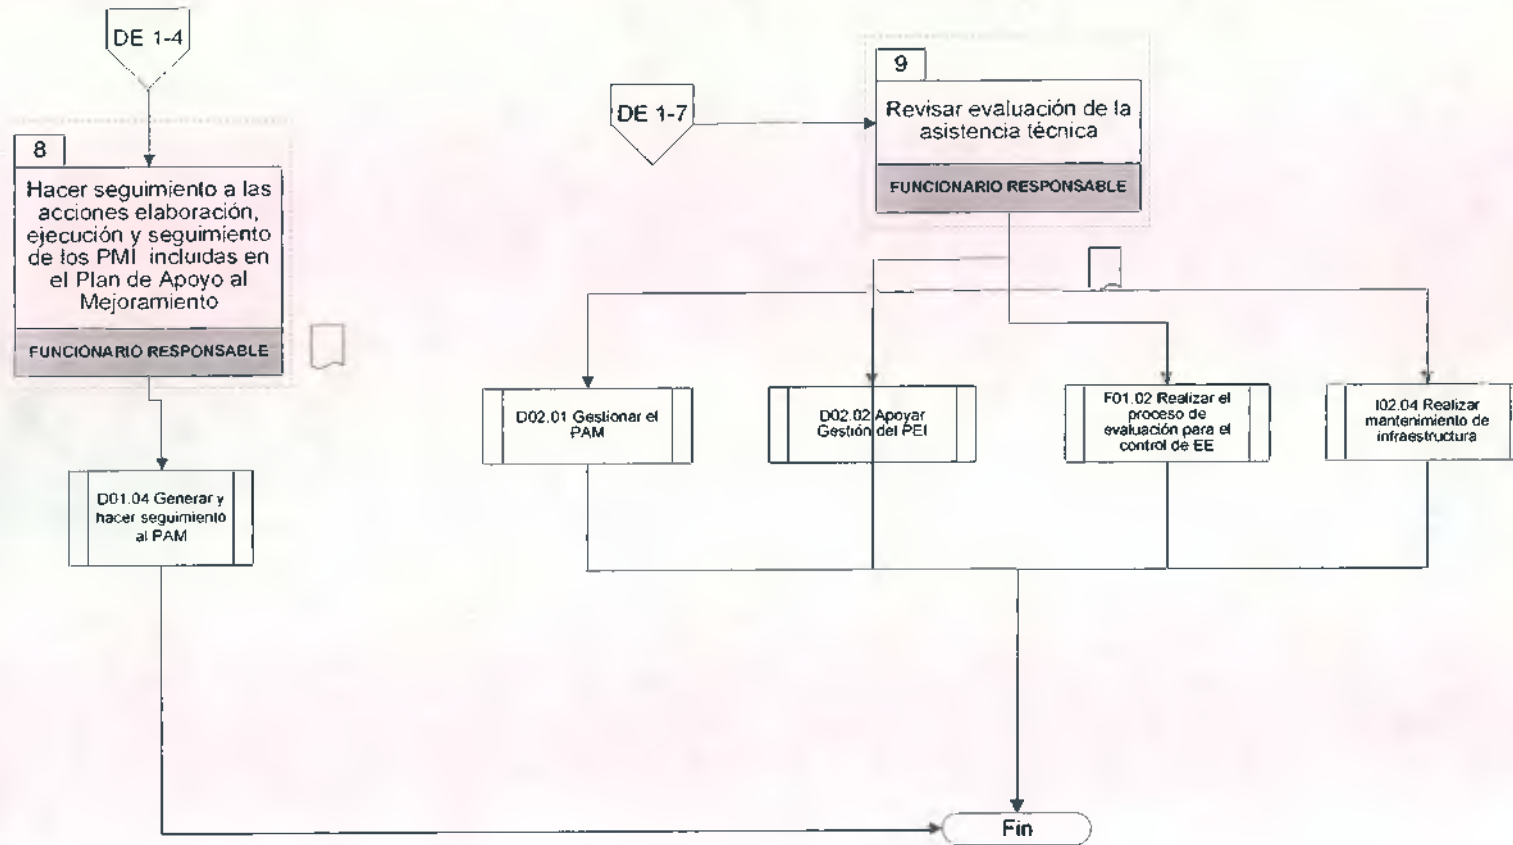 DE 1-4
8
Hacer seguimiento a las
acciones elaboración,
ejecución y seguimiento
de los PMI incluidas en
el Plan de Apoyo al
Mejoramiento
FUNCIONARIO RESPONSABLE
D01.04 Generar y
hacer seguimiento
al PAM
DE 1-7
9
Revisar evaluación de la
asistencia técnica
FUNCIONARIO RESPONSABLE
D02.01 Gestionar el
PAM
D02.02 Apoyar
Gestión del PEI
F01.02 Realizar el
proceso de
evaluación para el
control de EE
I02.04 Realizar
mantenimiento de
infraestructura
Fin